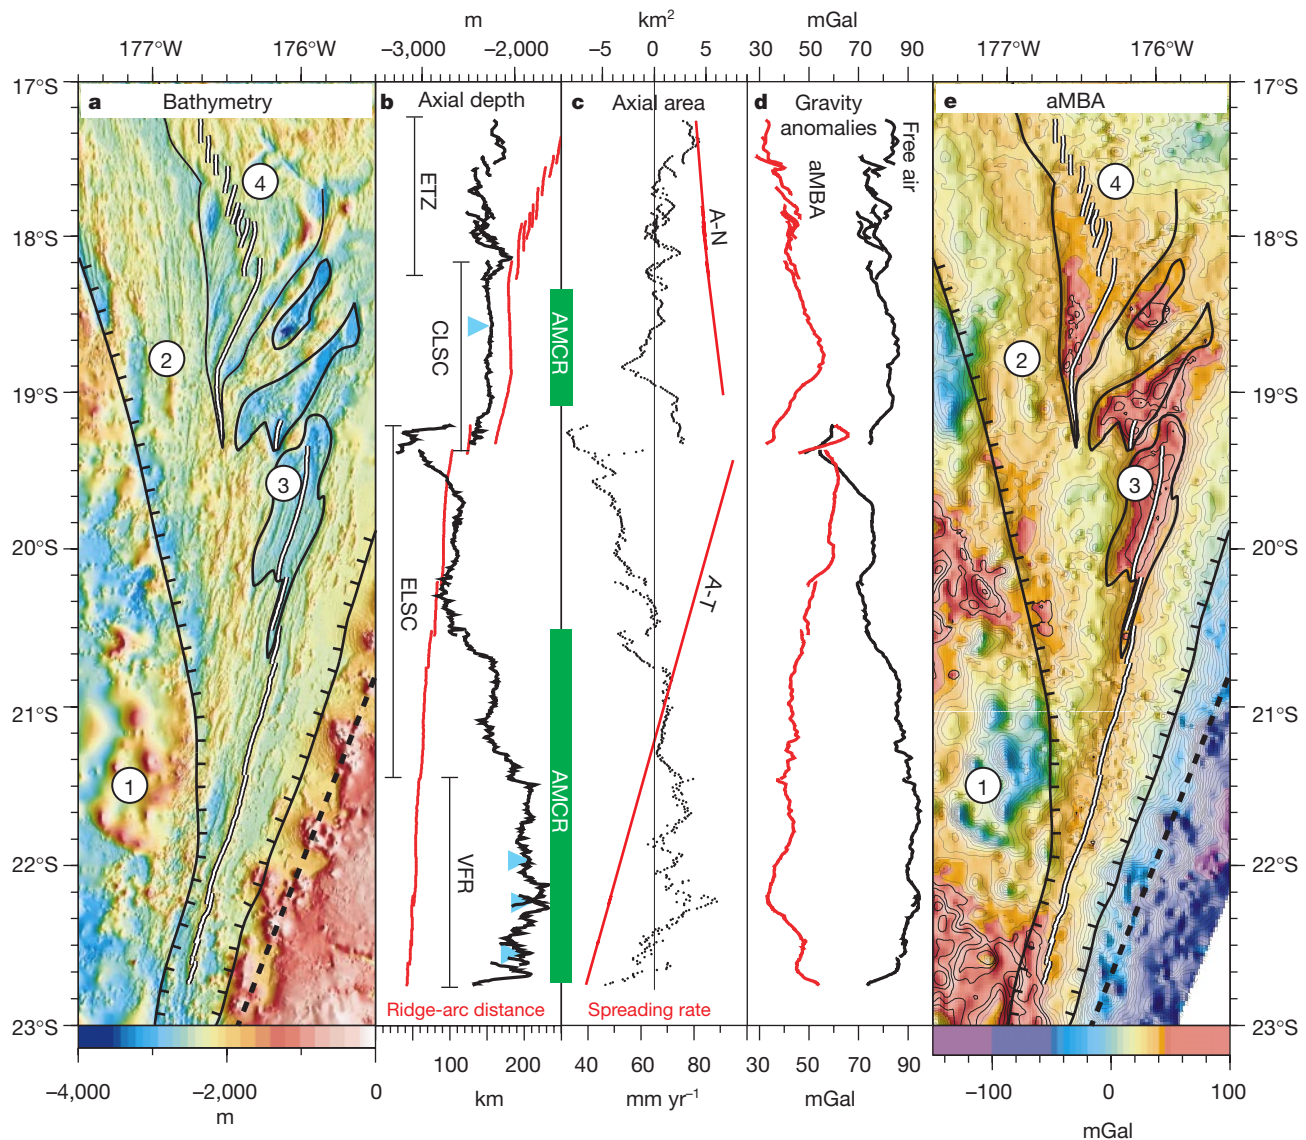 m km² mGal
177°W 176°W −3,000 −2,000 −5 0 5 30 50 70 90 177°W 176°W
17°S 17°S
a Bathymetry b Axial depth c Axial area d Gravity anomalies e aMBA
ETZ
aMBA
Free air
4
4
A-N
18°S 18°S
CLSC
AMCR
2
2
19°S 19°S
3
3
20°S 20°S
ELSC
A-T
21°S 21°S
1
1
AMCR
22°S 22°S
VFR
Ridge-arc distance Spreading rate
23°S 23°S
−4,000 −2,000 0 100 200 40 60 80 30 50 70 90 −100 0 100
m km mm yr⁻¹ mGal mGal